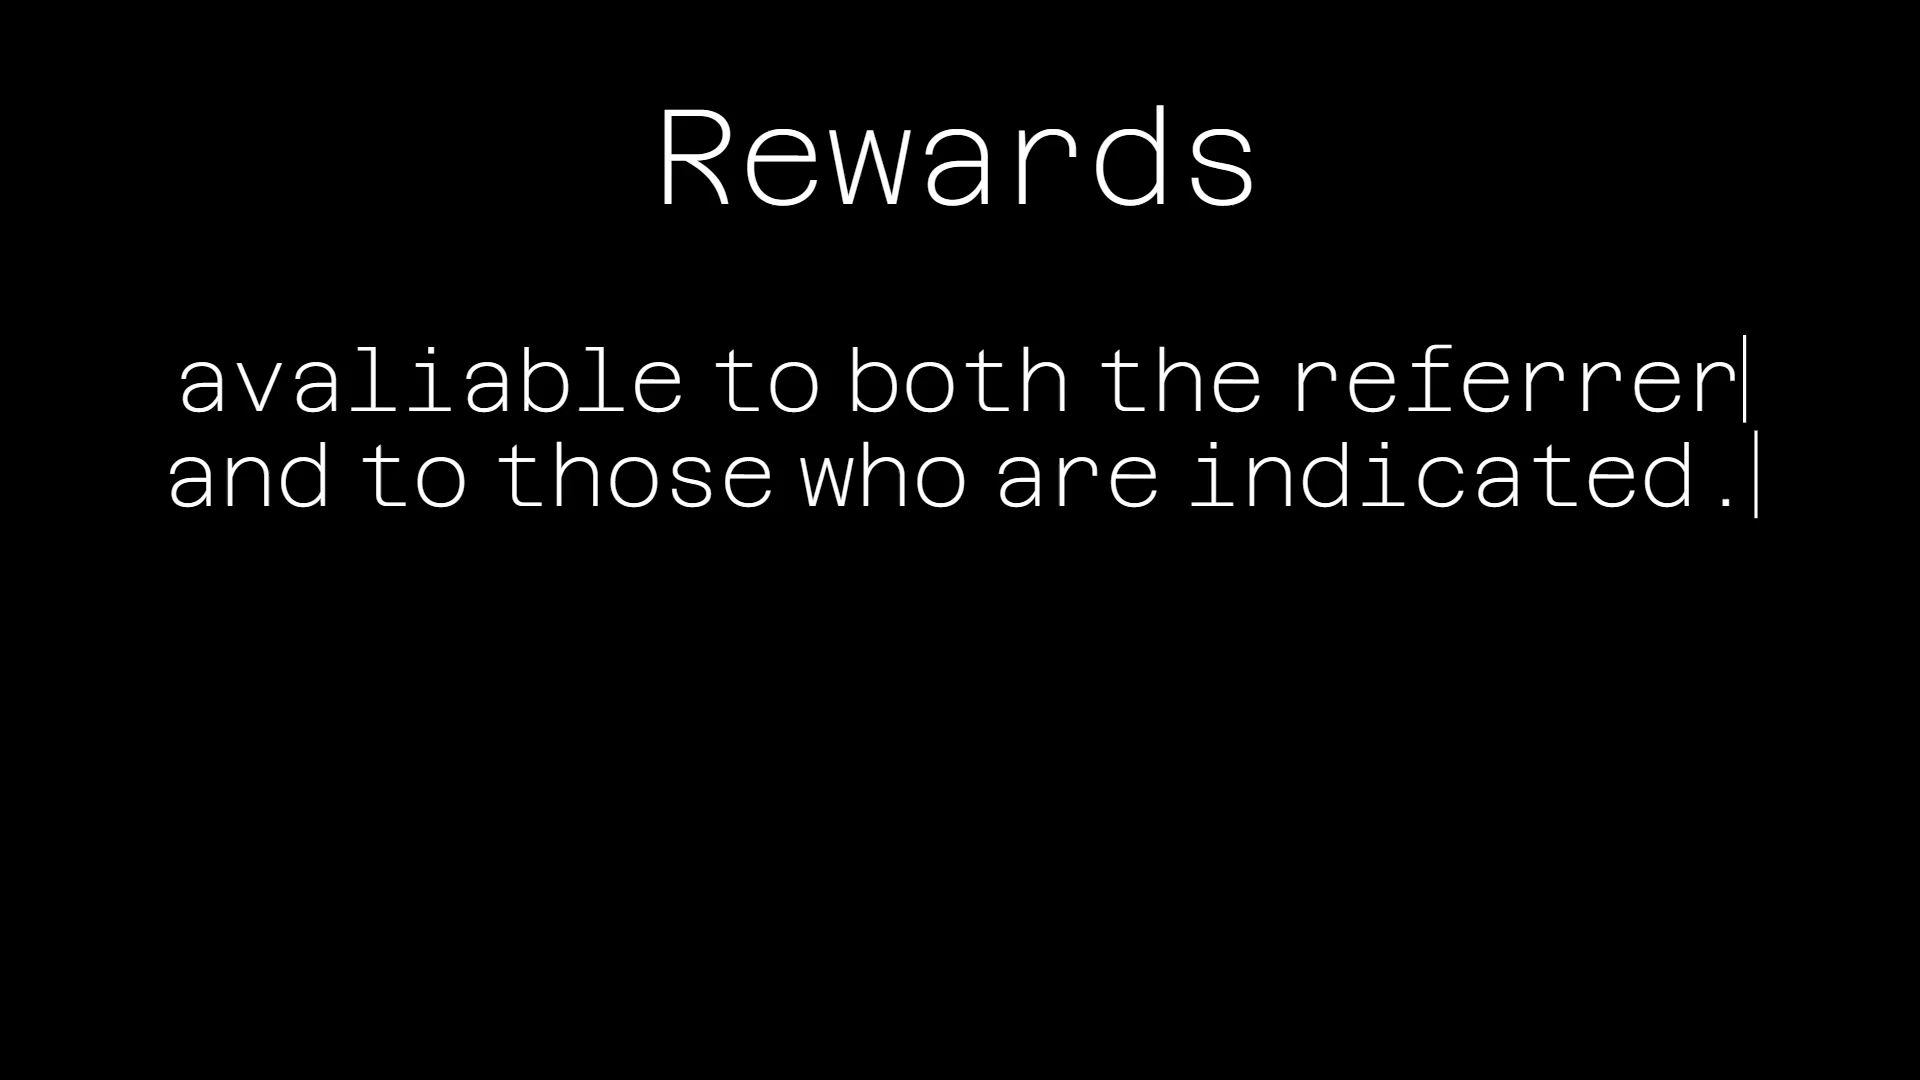 Rewards
avaliable to both the referrer
and to those who are indicated.